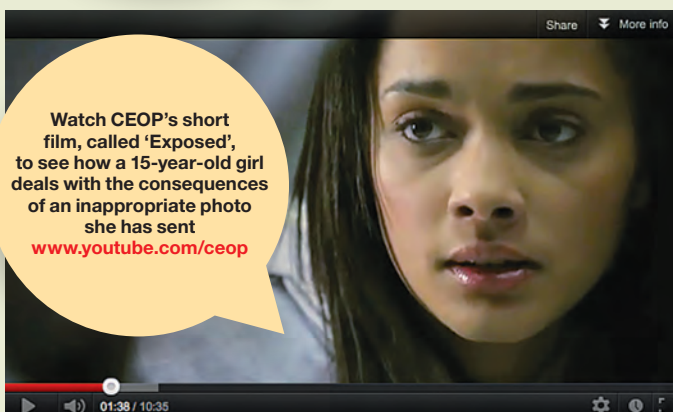 Share More info
Watch CEOP's short
film, called ‘Exposed’,
to see how a 15-year-old girl
deals with the consequences
of an inappropriate photo
she has sent
www.youtube.com/ceop
01:38 / 10:35